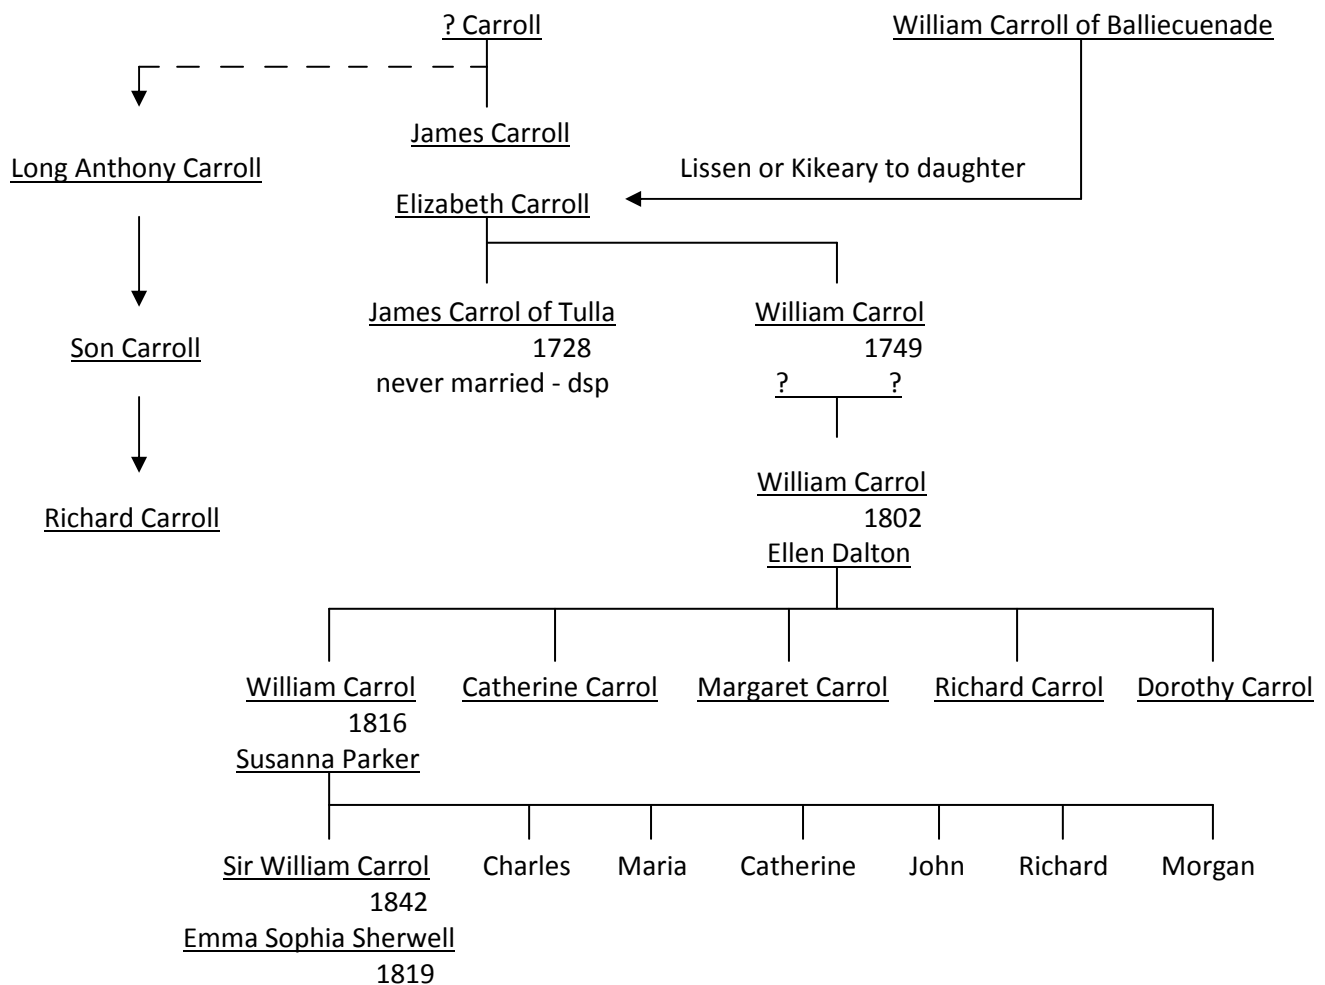 ? Carroll
William Carroll of Balliecuenade
James Carroll
Long Anthony Carroll
Lissen or Kikeary to daughter
Elizabeth Carroll
James Carrol of Tulla
William Carrol
Son Carroll
1728
1749
never married - dsp
? ?
William Carrol
Richard Carroll
1802
Ellen Dalton
William Carrol
Catherine Carrol
Margaret Carrol
Richard Carrol
Dorothy Carrol
1816
Susanna Parker
Sir William Carrol
Charles
Maria
Catherine
John
Richard
Morgan
1842
Emma Sophia Sherwell
1819